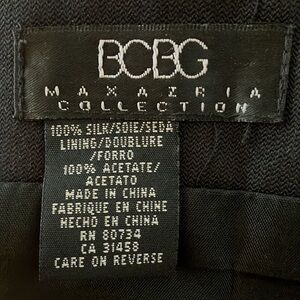 BCBG
MAXAZRIA
COLLECTION
100% SILK/SOIE/SEDA
LINING/DOUBLURE
/FORRO
100% ACETATE/
ACETATO
MADE IN CHINA
FABRIQUE EN CHINE
HECHO EN CHINA
RN 80734
CA 31458
CARE ON REVERSE